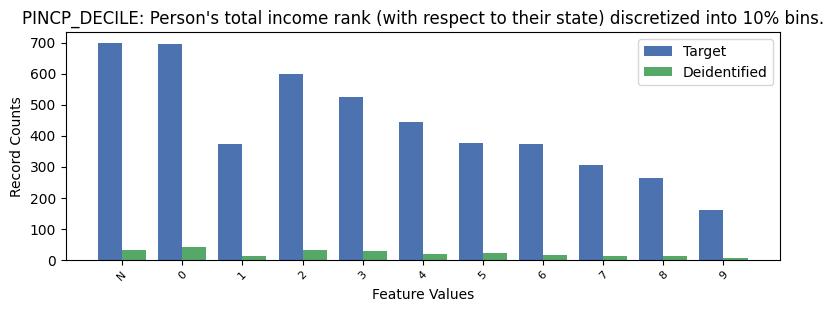 PINCP_DECILE: Person's total income rank (with respect to their state) discretized into 10% bins.
700
600
500
400
300
200
100
0
Record Counts
Target
Deidentified
N 0 1 2 3 4 5 6 7 8 9
Feature Values